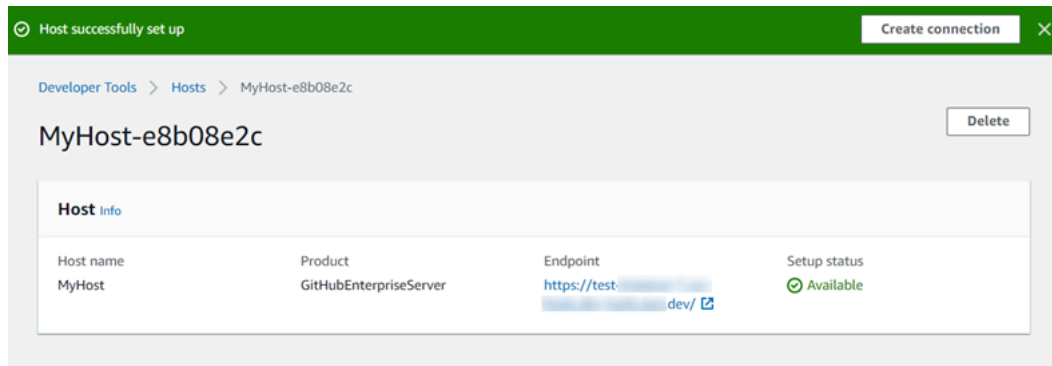 Host successfully set up
Create connection
Developer Tools > Hosts > MyHost-e8b08e2c
MyHost-e8b08e2c
Delete
Host Info
Host name
Product
Endpoint
Setup status
MyHost
GitHubEnterpriseServer
https://test-
Available
dev/